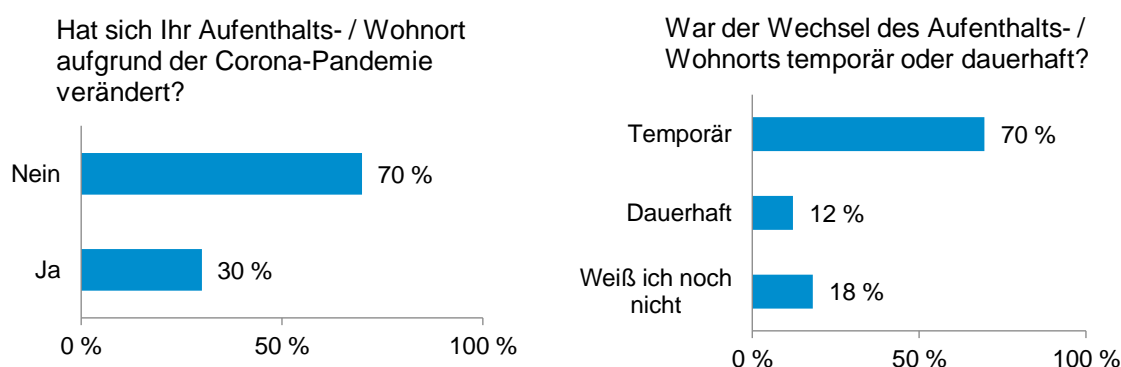 Hat sich Ihr Aufenthalts- / Wohnort
aufgrund der Corona-Pandemie
verändert?
Nein
70 %
Ja
30 %
0 %
50 %
100 %
War der Wechsel des Aufenthalts- /
Wohnorts temporär oder dauerhaft?
Temporär
70 %
Dauerhaft
12 %
Weiß ich noch
nicht
18 %
0 %
50 %
100 %